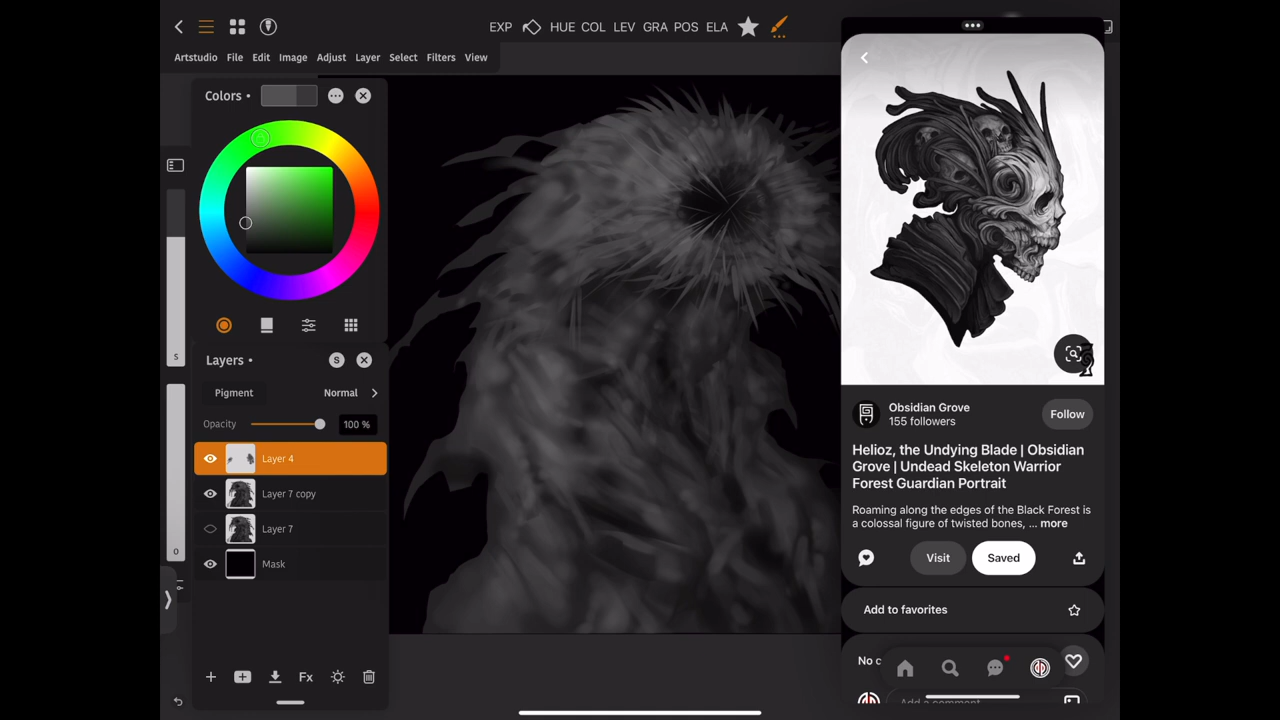 EXP HUE COL LEV GRA POS ELA
Artstudio File Edit Image Adjust Layer Select Filters View
Colors
S
O
Layers S
Pigment Normal
Opacity 100 %
Layer 4
Layer 7 copy
Layer 7
Mask
Fx
Obsidian Grove
155 followers
Follow
Helioz, the Undying Blade | Obsidian
Grove | Undead Skeleton Warrior
Forest Guardian Portrait
Roaming along the edges of the Black Forest is
a colossal figure of twisted bones, ... more
Visit Saved
Add to favorites
No c
Add a comment